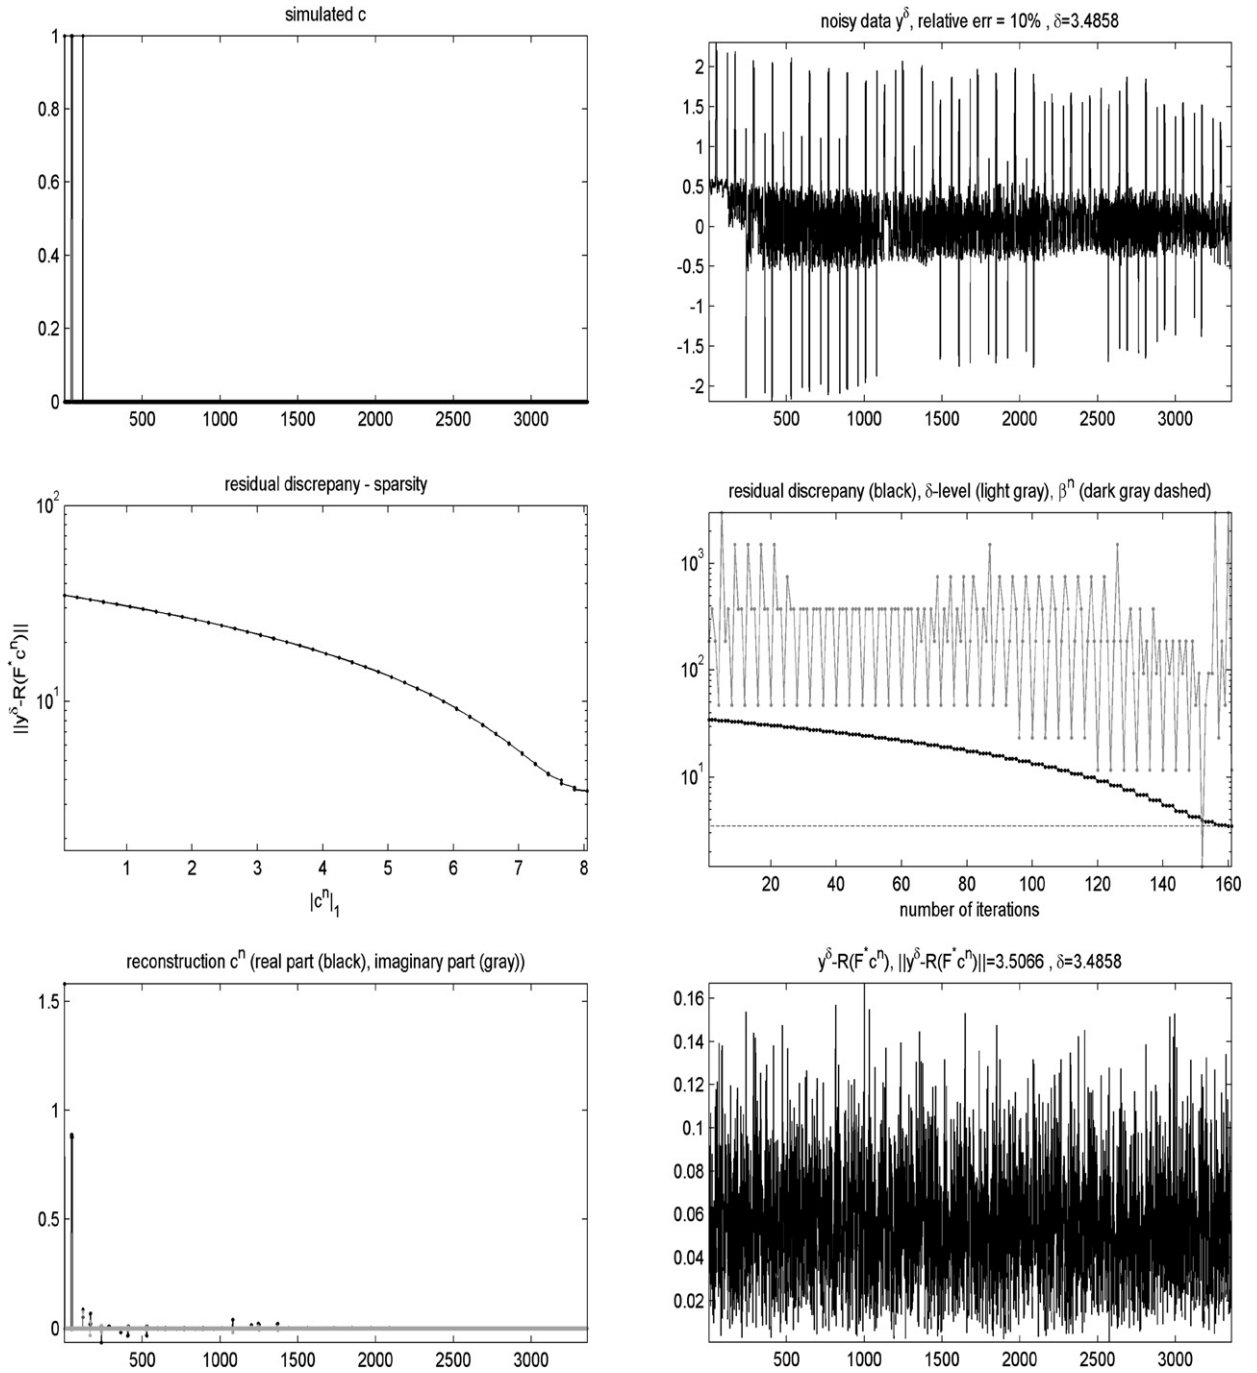 simulated c
1
0.8
0.6
0.4
0.2
0
500 1000 1500 2000 2500 3000
noisy data y^δ, relative err = 10% , δ=3.4858
2
1.5
1
0.5
0
-0.5
-1
-1.5
-2
500 1000 1500 2000 2500 3000
residual discrepany - sparsity
||y^δ-R(F^*c^n)||
10^2
10^1
1 2 3 4 5 6 7 8
|c^n|_1
residual discrepany (black), δ-level (light gray), β^n (dark gray dashed)
10^3
10^2
10^1
20 40 60 80 100 120 140 160
number of iterations
reconstruction c^n (real part (black), imaginary part (gray))
1.5
1
0.5
0
500 1000 1500 2000 2500 3000
y^δ-R(F^*c^n), ||y^δ-R(F^*c^n)||=3.5066 , δ=3.4858
0.16
0.14
0.12
0.1
0.08
0.06
0.04
0.02
500 1000 1500 2000 2500 3000